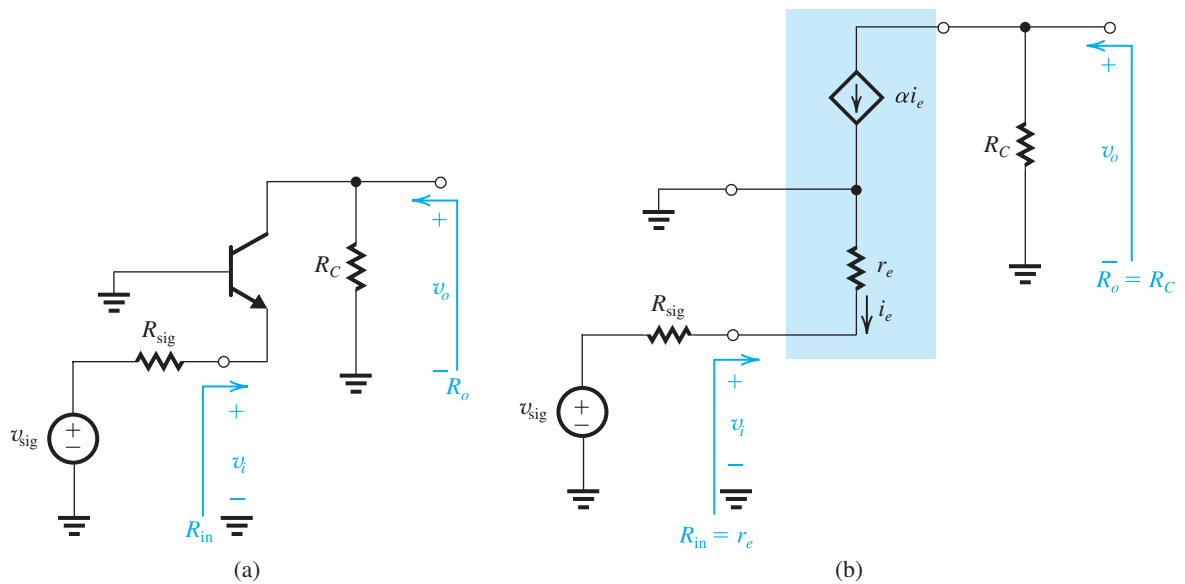 R_C
+
v_o
− R_o
R_sig
+
−
v_sig
+
v_i
−
R_in
(a)
αi_e
+
R_C
v_o
−
R_o = R_C
r_e
i_e
R_sig
+
−
v_sig
+
v_i
−
R_in = r_e
(b)